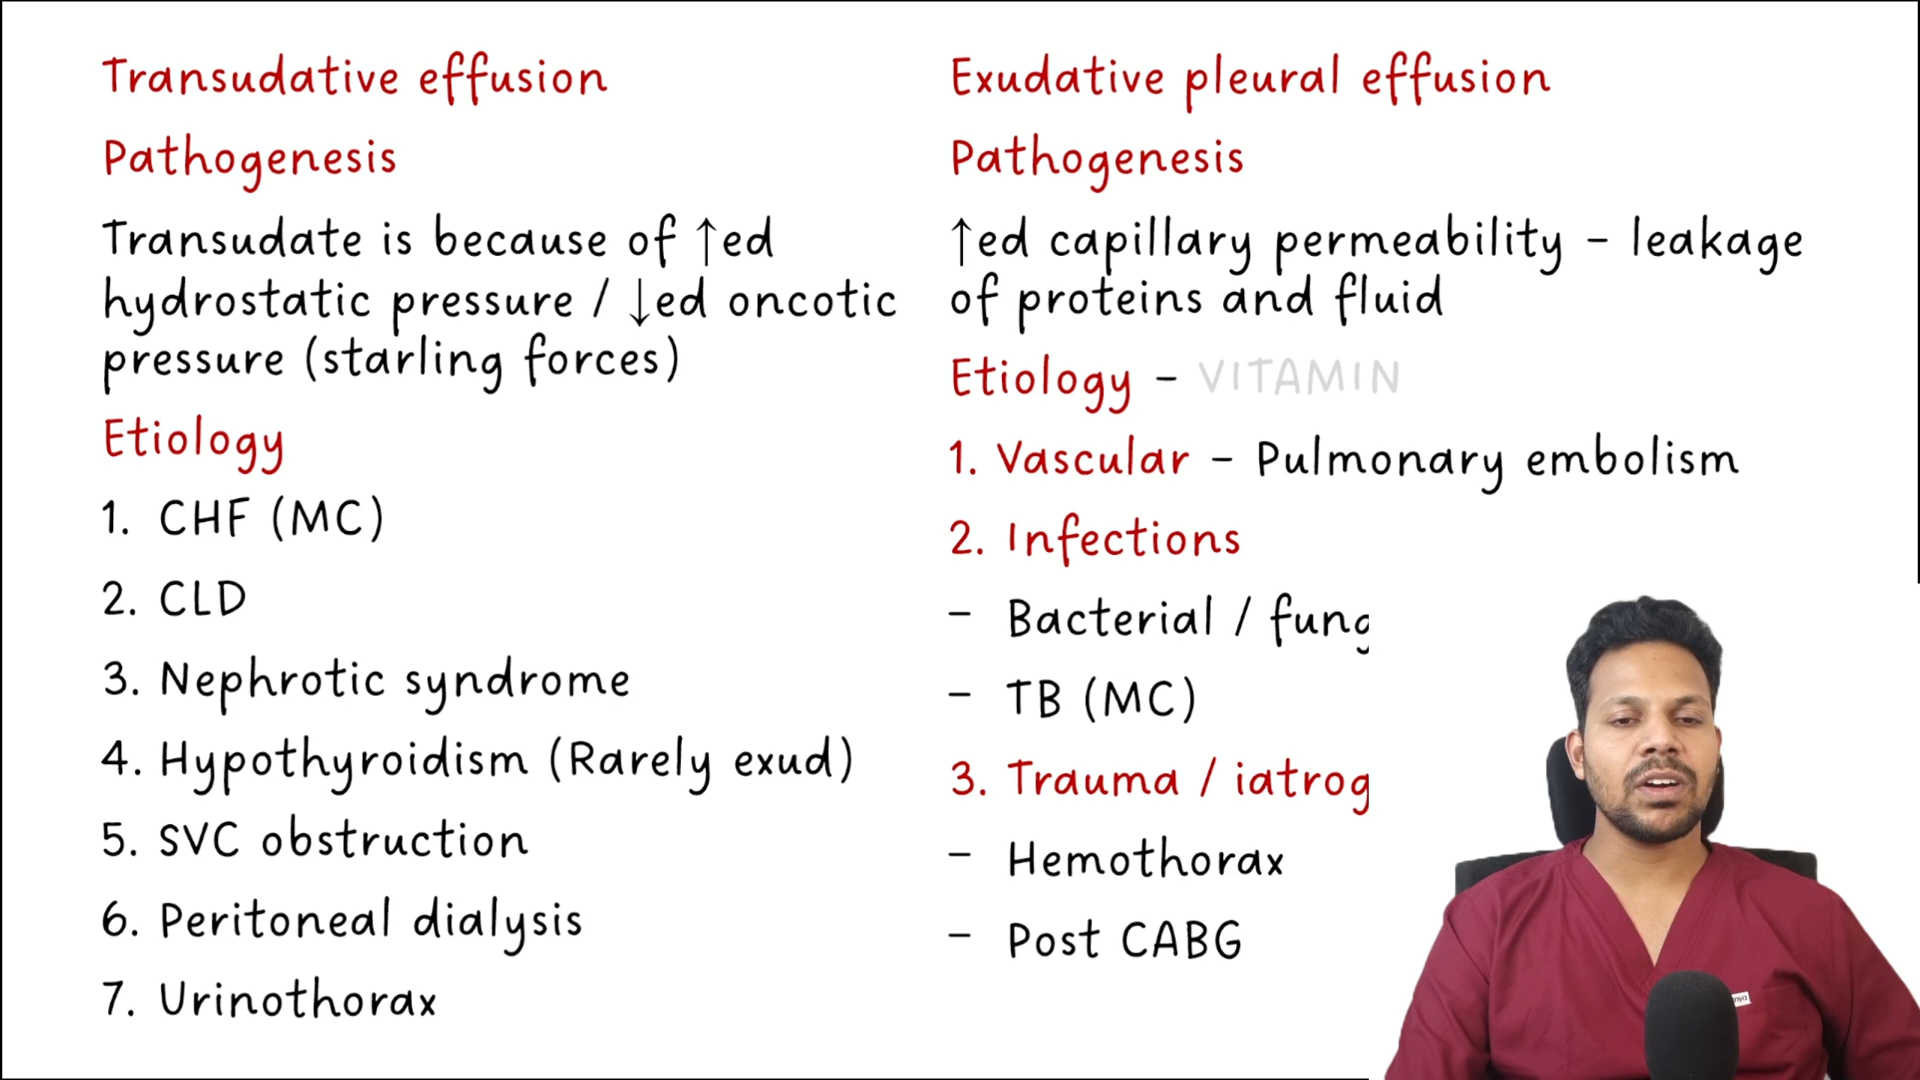 Transudative effusion
Pathogenesis
Transudate is because of ↑ed
hydrostatic pressure / ↓ed oncotic
pressure (starling forces)
Etiology
1. CHF (MC)
2. CLD
3. Nephrotic syndrome
4. Hypothyroidism (Rarely exud)
5. SVC obstruction
6. Peritoneal dialysis
7. Urinothorax
Exudative pleural effusion
Pathogenesis
↑ed capillary permeability - leakage
of proteins and fluid
Etiology - VITAMIN
1. Vascular - Pulmonary embolism
2. Infections
- Bacterial / fung
- TB (MC)
3. Trauma / iatrog
- Hemothorax
- Post CABG